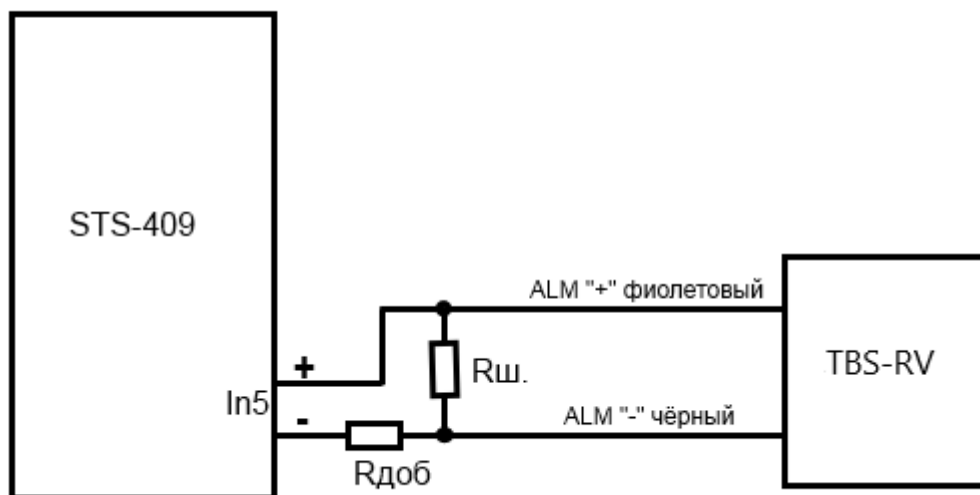 STS-409
ALM "+" фиолетовый
+
Rш.
TBS-RV
In5
-
ALM "-" чёрный
Rдоб